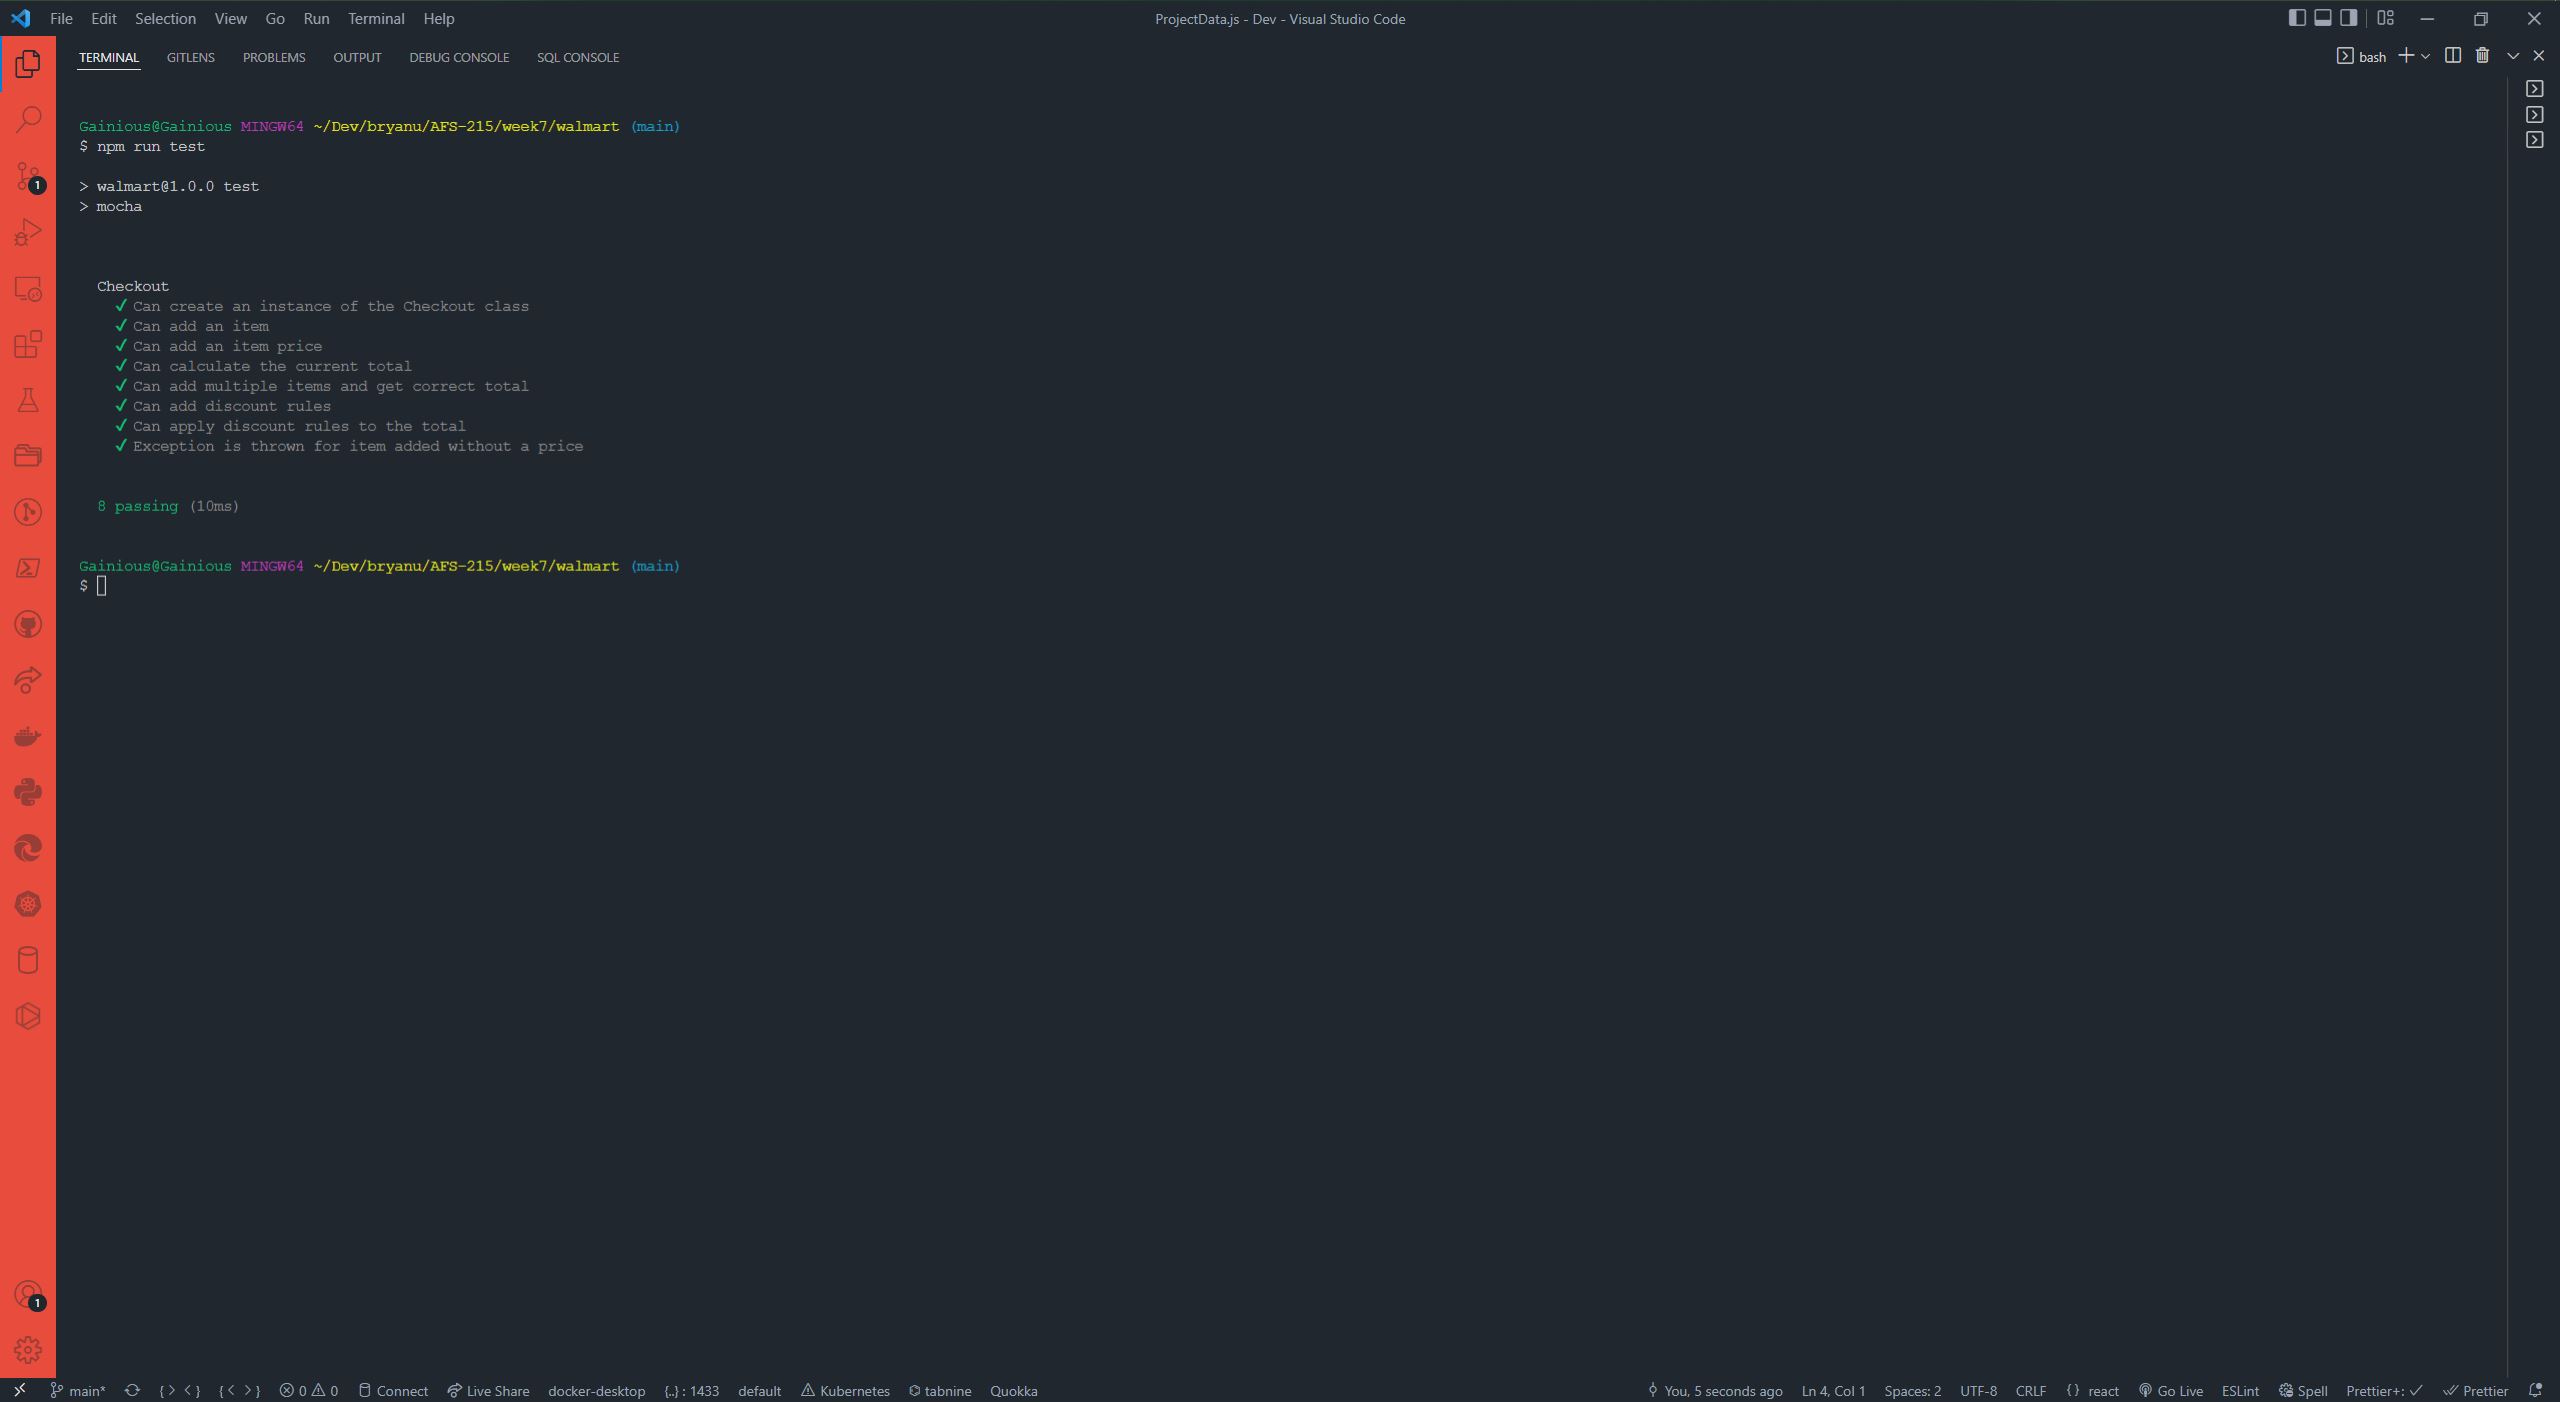 File Edit Selection View Go Run Terminal Help
ProjectData.js - Dev - Visual Studio Code
TERMINAL GITLENS PROBLEMS OUTPUT DEBUG CONSOLE SQL CONSOLE
bash
Gainious@Gainious MINGW64 ~/Dev/bryanu/AFS-215/week7/walmart (main)
$ npm run test
> walmart@1.0.0 test
> mocha
Checkout
✓ Can create an instance of the Checkout class
✓ Can add an item
✓ Can add an item price
✓ Can calculate the current total
✓ Can add multiple items and get correct total
✓ Can add discount rules
✓ Can apply discount rules to the total
✓ Exception is thrown for item added without a price
8 passing (10ms)
Gainious@Gainious MINGW64 ~/Dev/bryanu/AFS-215/week7/walmart (main)
$
1
1
main* { > < } { < > } 0 0 Connect Live Share docker-desktop {..} : 1433 default Kubernetes tabnine Quokka
You, 5 seconds ago Ln 4, Col 1 Spaces: 2 UTF-8 CRLF { } react Go Live ESLint Spell Prettier+: ✓ Prettier